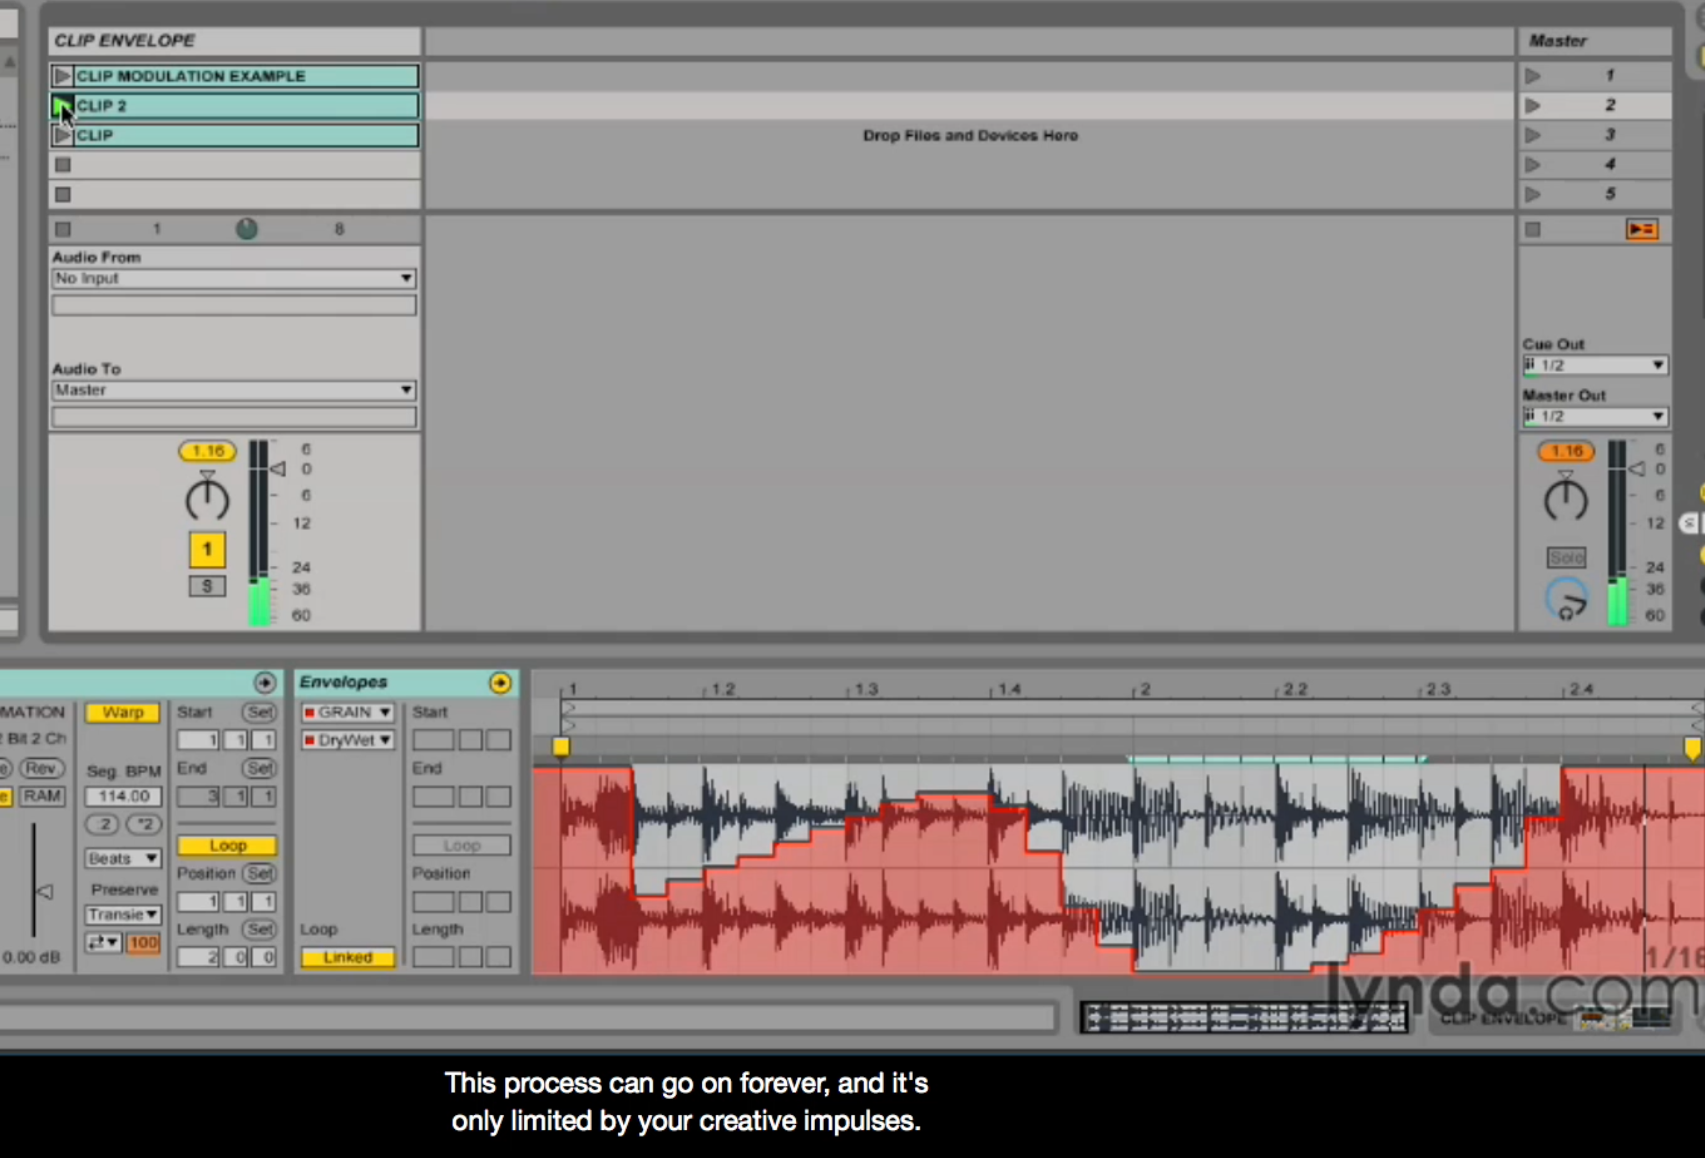 CLIP ENVELOPE
Master
CLIP MODULATION EXAMPLE
1
CLIP 2
2
CLIP
Drop Files and Devices Here
3
4
5
1
8
Audio From
No Input
Audio To
Master
Cue Out
1/2
Master Out
1/2
1.16
6
0
6
12
24
36
60
1
S
1.16
6
0
6
12
24
36
60
Solo
Envelopes
1
1.2
1.3
1.4
2
2.2
2.3
2.4
MATION
Warp
Start
Set
GRAIN
Start
2 Bit 2 Ch
1
1
1
DryWet
Rev.
Seg. BPM
End
Set
End
RAM
114.00
3
1
1
:2
*2
Loop
Loop
Beats
Position
Set
Position
Preserve
1
1
1
Transie
Length
Set
Loop
Length
100
0.00 dB
2
0
0
Linked
1/16
lynda.com
CLIP ENVELOPE
This process can go on forever, and it's
only limited by your creative impulses.